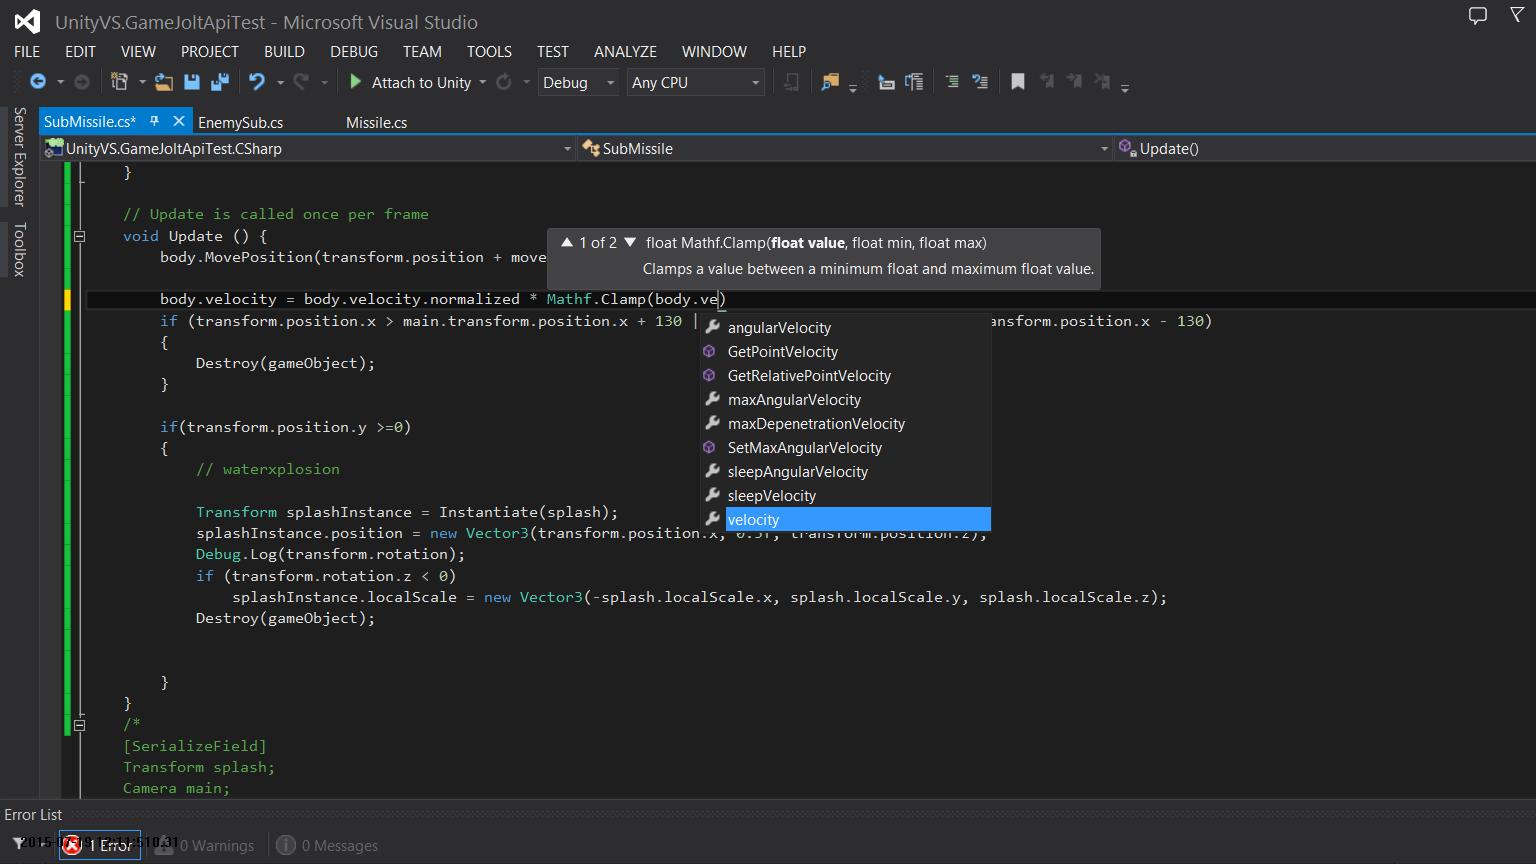 UnityVS.GameJoltApiTest - Microsoft Visual Studio
FILE EDIT VIEW PROJECT BUILD DEBUG TEAM TOOLS TEST ANALYZE WINDOW HELP
Attach to Unity Debug Any CPU
Server Explorer
Toolbox
SubMissile.cs* EnemySub.cs Missile.cs
UnityVS.GameJoltApiTest.CSharp SubMissile Update()
}
// Update is called once per frame
void Update () {
body.MovePosition(transform.position + move
1 of 2 float Mathf.Clamp(float value, float min, float max)
Clamps a value between a minimum float and maximum float value.
body.velocity = body.velocity.normalized * Mathf.Clamp(body.ve)
if (transform.position.x > main.transform.position.x + 130 | ansform.position.x - 130)
{
Destroy(gameObject);
}
angularVelocity
GetPointVelocity
GetRelativePointVelocity
maxAngularVelocity
maxDepenetrationVelocity
SetMaxAngularVelocity
sleepAngularVelocity
sleepVelocity
velocity
if(transform.position.y >=0)
{
// waterxplosion
Transform splashInstance = Instantiate(splash);
splashInstance.position = new Vector3(transform.position.x, 0.5f, transform.position.z);
Debug.Log(transform.rotation);
if (transform.rotation.z < 0)
splashInstance.localScale = new Vector3(-splash.localScale.x, splash.localScale.y, splash.localScale.z);
Destroy(gameObject);
}
}
/*
[SerializeField]
Transform splash;
Camera main;
Error List
1 Error 0 Warnings 0 Messages